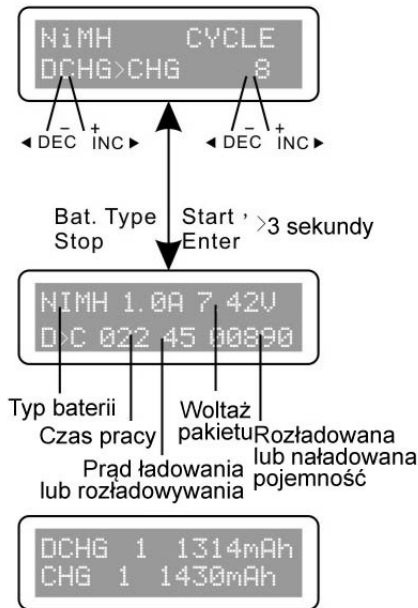 NiMH CYCLE
DCHG>CHG 8
− + − +
◄ DEC INC ► ◄ DEC INC ►
Bat. Type Start , >3 sekundy
Stop Enter
NIMH 1.0A 7.42V
D>C 022:45 00890
Typ baterii
Woltaż
pakietu
Czas pracy
Rozładowana
lub naładowana
pojemność
Prąd ładowania
lub rozładowywania
DCHG 1 1314mAh
CHG 1 1430mAh